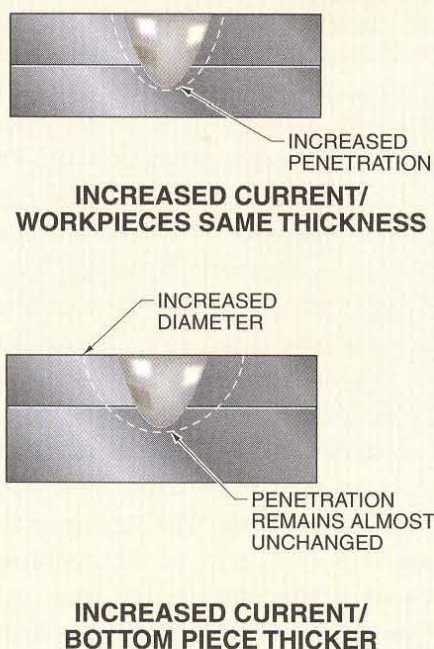 INCREASED
PENETRATION
INCREASED CURRENT/
WORKPIECES SAME THICKNESS
INCREASED
DIAMETER
PENETRATION
REMAINS ALMOST
UNCHANGED
INCREASED CURRENT/
BOTTOM PIECE THICKER